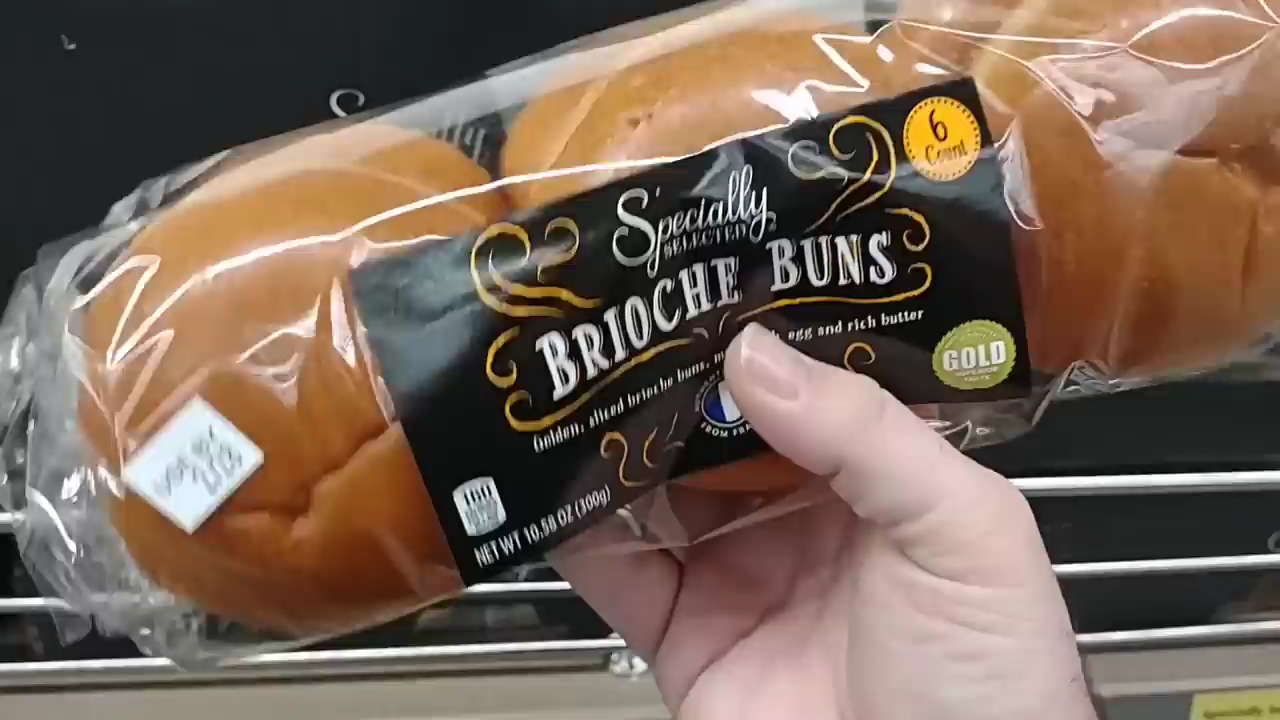 6
Count
Specially
SELECTED
BRIOCHE BUNS
Golden, sliced brioche buns, egg and rich butter
GOLD
FROM
160
NET WT 10.58 OZ (300g)